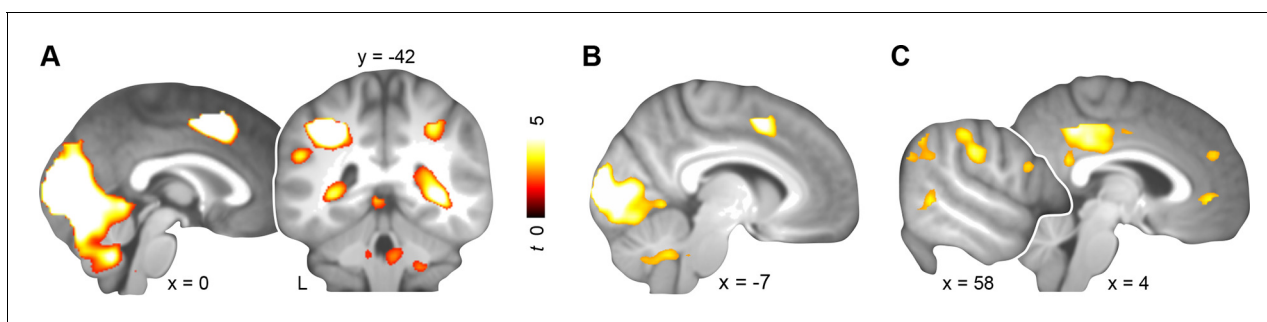 A
y = -42
x = 0
L
t 0 5
B
x = -7
C
x = 58
x = 4